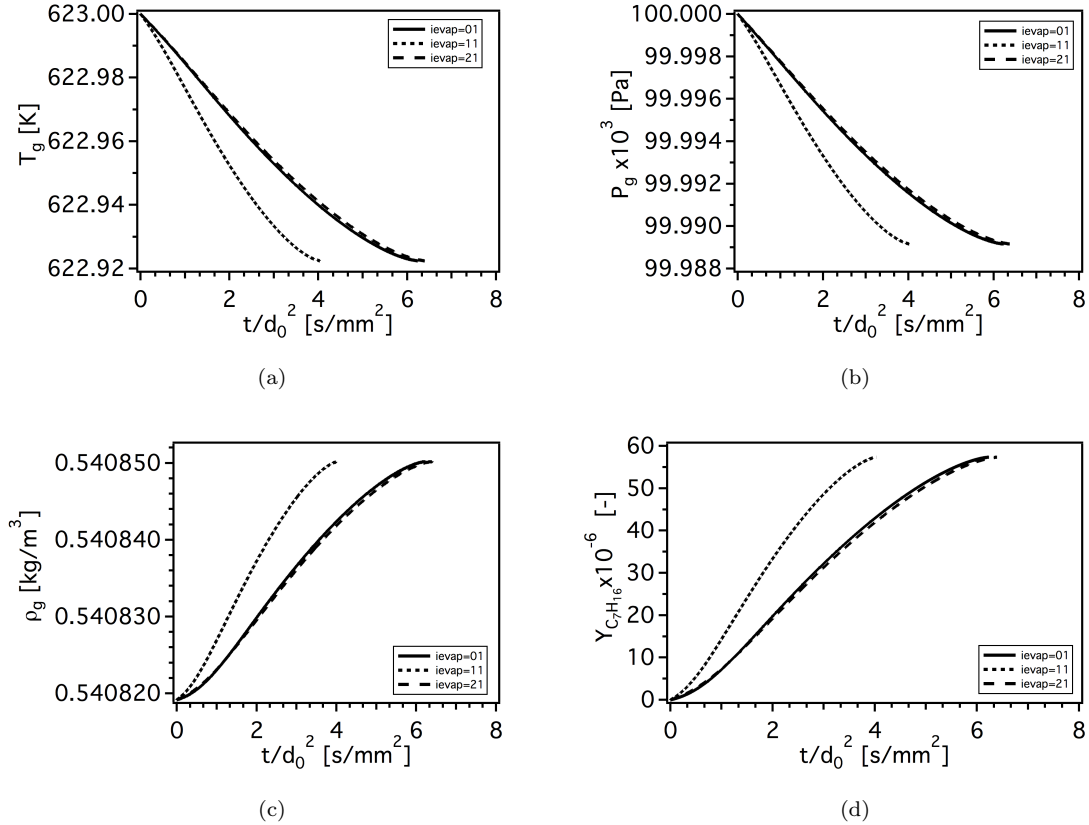 623.00
622.98
622.96
622.94
622.92
T_g [K]
0 2 4 6 8
t/d_0^2 [s/mm^2]
ievap=01
ievap=11
ievap=21
(a)
100.000
99.998
99.996
99.994
99.992
99.990
99.988
P_g x10^3 [Pa]
0 2 4 6 8
t/d_0^2 [s/mm^2]
ievap=01
ievap=11
ievap=21
(b)
0.540850
0.540840
0.540830
0.540820
ρ_g [kg/m^3]
0 2 4 6 8
t/d_0^2 [s/mm^2]
ievap=01
ievap=11
ievap=21
(c)
60
50
40
30
20
10
0
Y_{C_7H_16} x10^-6 [-]
0 2 4 6 8
t/d_0^2 [s/mm^2]
ievap=01
ievap=11
ievap=21
(d)